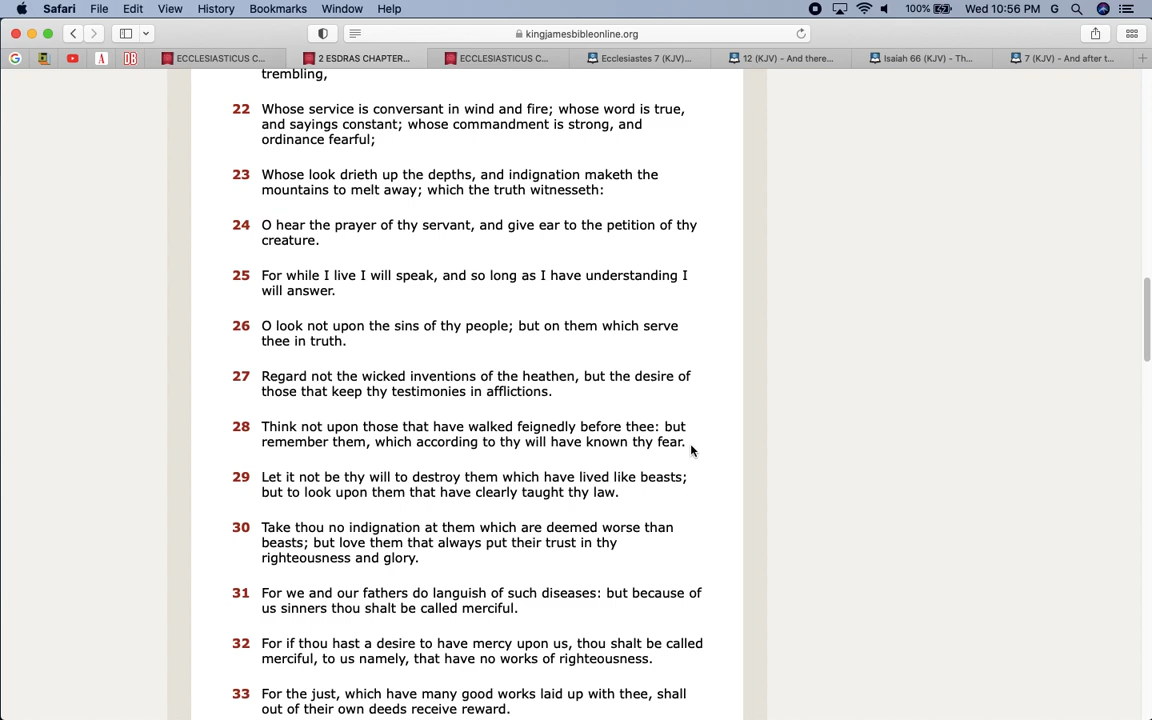 Safari File Edit View History Bookmarks Window Help 100% Wed 10:56 PM G
kingjamesbibleonline.org
G A DB ECCLESIASTICUS C... 2 ESDRAS CHAPTER... ECCLESIASTICUS C... Ecclesiastes 7 (KJV)... 12 (KJV) - And there... Isaiah 66 (KJV) - Th... 7 (KJV) - And after t...
trembling,
22 Whose service is conversant in wind and fire; whose word is true,
and sayings constant; whose commandment is strong, and
ordinance fearful;
23 Whose look drieth up the depths, and indignation maketh the
mountains to melt away; which the truth witnesseth:
24 O hear the prayer of thy servant, and give ear to the petition of thy
creature.
25 For while I live I will speak, and so long as I have understanding I
will answer.
26 O look not upon the sins of thy people; but on them which serve
thee in truth.
27 Regard not the wicked inventions of the heathen, but the desire of
those that keep thy testimonies in afflictions.
28 Think not upon those that have walked feignedly before thee: but
remember them, which according to thy will have known thy fear.
29 Let it not be thy will to destroy them which have lived like beasts;
but to look upon them that have clearly taught thy law.
30 Take thou no indignation at them which are deemed worse than
beasts; but love them that always put their trust in thy
righteousness and glory.
31 For we and our fathers do languish of such diseases: but because of
us sinners thou shalt be called merciful.
32 For if thou hast a desire to have mercy upon us, thou shalt be called
merciful, to us namely, that have no works of righteousness.
33 For the just, which have many good works laid up with thee, shall
out of their own deeds receive reward.